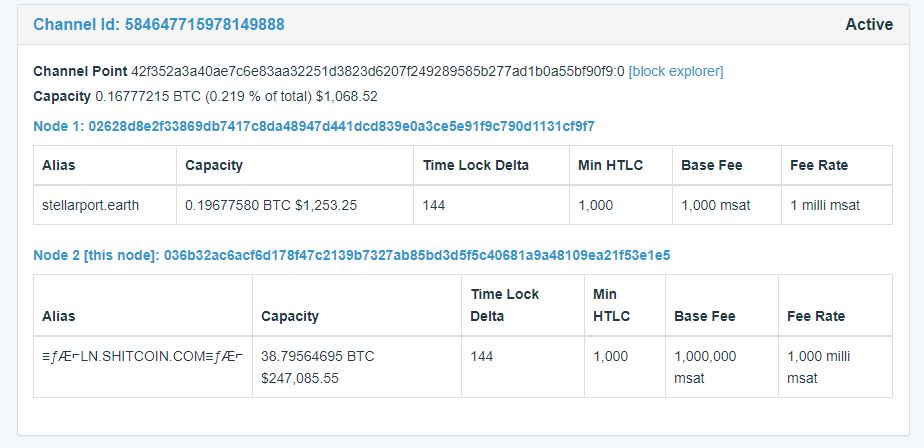 Channel Id: 584647715978149888 Active
Channel Point 42f352a3a40ae7c6e83aa32251d3823d6207f249289585b277ad1b0a55bf90f9:0 [block explorer]
Capacity 0.16777215 BTC (0.219 % of total) $1,068.52
Node 1: 02628d8e2f33869db7417c8da48947d441dcd839e0a3ce5e91f9c790d1131cf9f7
Alias Capacity Time Lock Delta Min HTLC Base Fee Fee Rate
stellarport.earth 0.19677580 BTC $1,253.25 144 1,000 1,000 msat 1 milli msat
Node 2 [this node]: 036b32ac6acf6d178f47c2139b7327ab85bd3d5f5c40681a9a48109ea21f53e1e5
Alias Capacity Time Lock Delta Min HTLC Base Fee Fee Rate
≡ƒÆ⌐LN.SHITCOIN.COM≡ƒÆ⌐ 38.79564695 BTC 144 1,000 1,000,000 1,000 milli
$247,085.55 msat msat